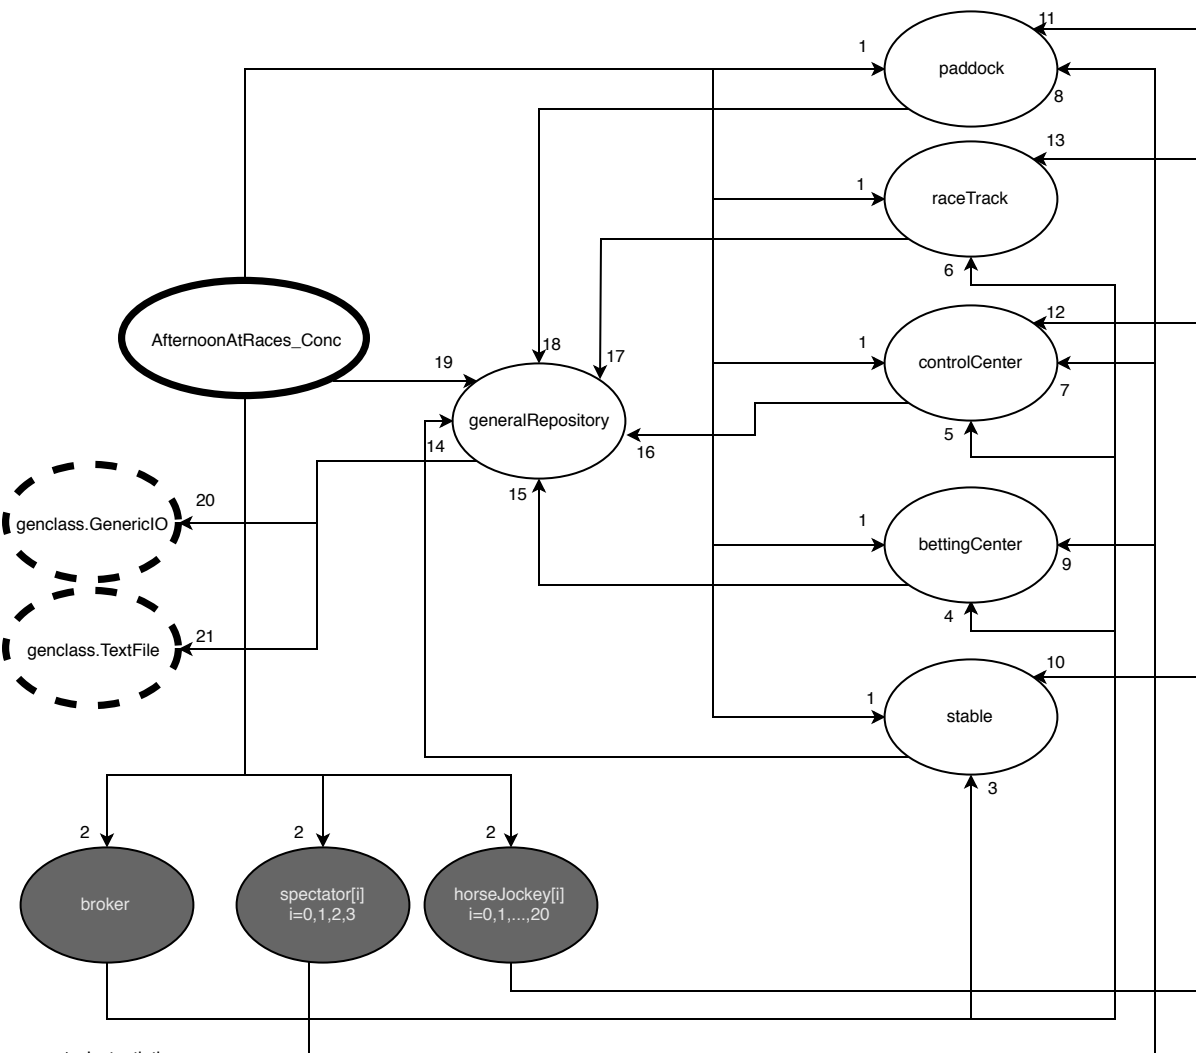 11
1
paddock
8
13
1
raceTrack
6
12
1
controlCenter
7
5
AfternoonAtRaces_Conc
19
18
17
generalRepository
14
16
15
20
genclass.GenericIO
21
genclass.TextFile
1
bettingCenter
9
4
10
1
stable
3
2
2
2
broker
spectator[i]
i=0,1,2,3
horseJockey[i]
i=0,1,...,20